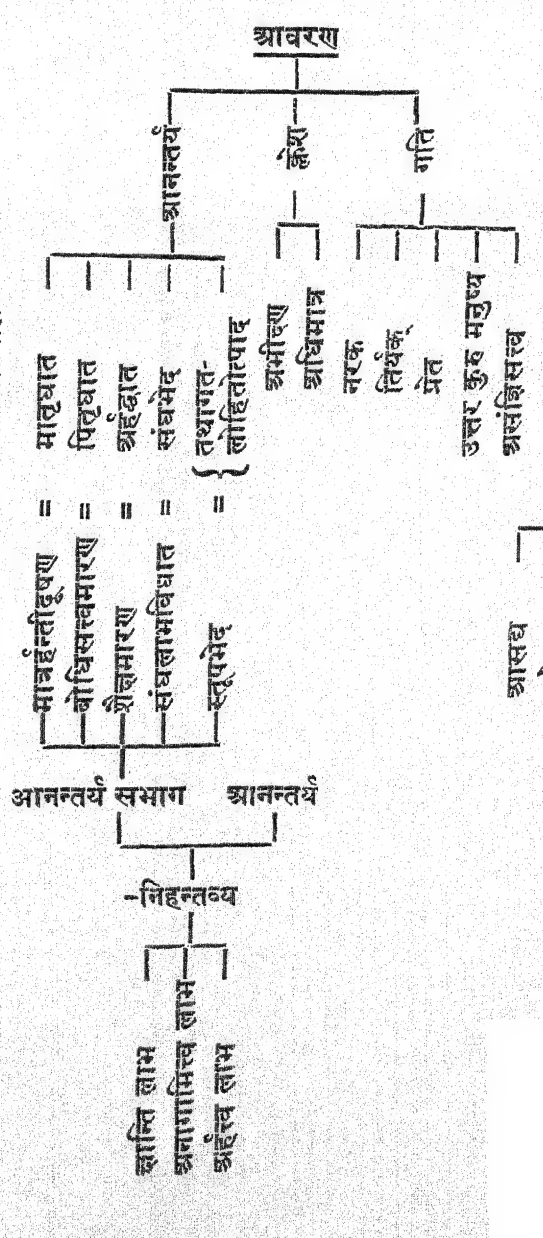 आवरण
आनन्तर्य
क्लेश
गति
मातृघात
पितृघात
अर्हद्घात
संघभेद
तथागत-
लोहितोत्पाद
अभीक्ष्ण
अधिमात्र
नरक
तिर्यक्
प्रेत
उत्तर कुरु मनुष्य
असंज्ञिसत्त्व
=
=
=
=
=
मात्रर्हन्तीदूषण
बोधिसत्त्वमारण
शैक्षमारण
संघलाभविघात
स्तूपभेद
आनन्तर्य सभाग
आनन्तर्य
-निहन्तव्य
क्षान्ति लाभ
अनागामित्त्व लाभ
अर्हत्त्व लाभ